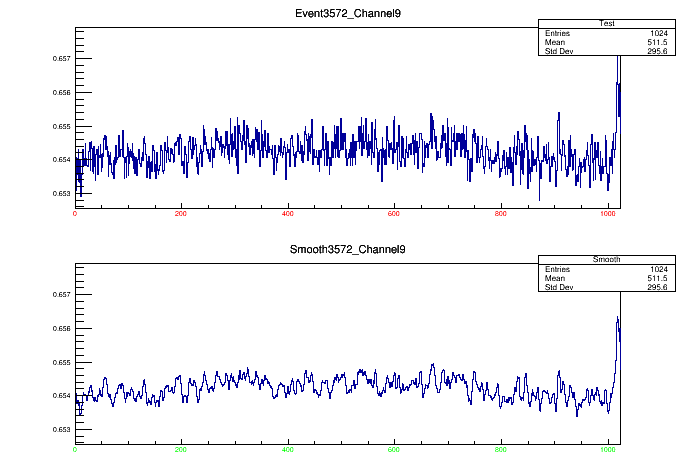 Event3572_Channel9
Test
Entries 1024
Mean 511.5
Std Dev 295.6
0.657
0.656
0.655
0.654
0.653
0 200 400 600 800 1000
Smooth3572_Channel9
Smooth
Entries 1024
Mean 511.5
Std Dev 295.6
0.657
0.656
0.655
0.654
0.653
0 200 400 600 800 1000